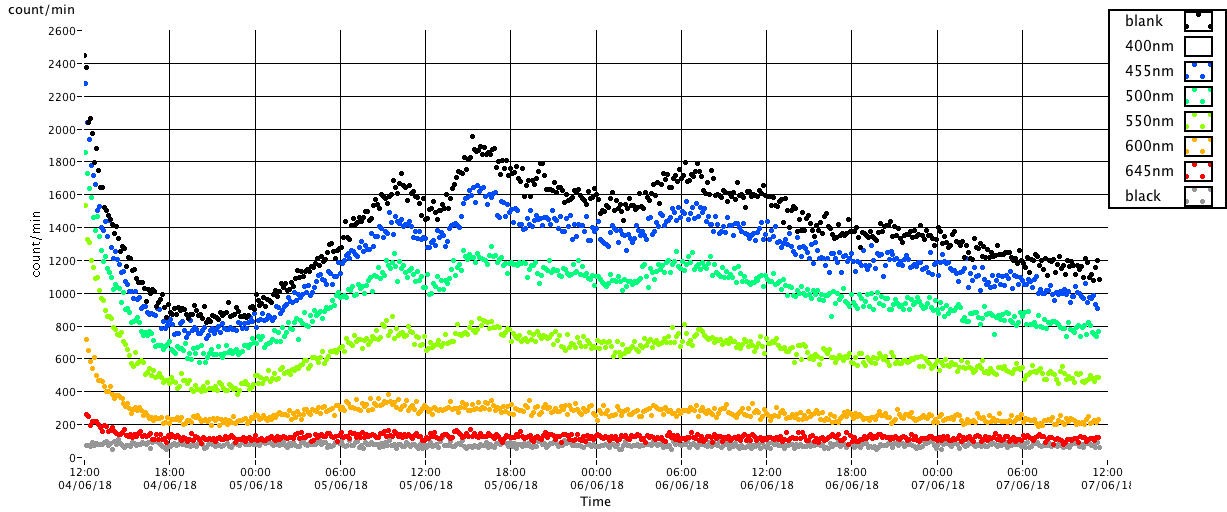 count/min
2600
2400
2200
2000
1800
1600
1400
1200
1000
800
600
400
200
0
count/min
12:00 18:00 00:00 06:00 12:00 18:00 00:00 06:00 12:00 18:00 00:00 06:00 12:00
04/06/18 04/06/18 05/06/18 05/06/18 05/06/18 05/06/18 06/06/18 06/06/18 06/06/18 06/06/18 07/06/18 07/06/18 07/06/18
Time
blank
400nm
455nm
500nm
550nm
600nm
645nm
black